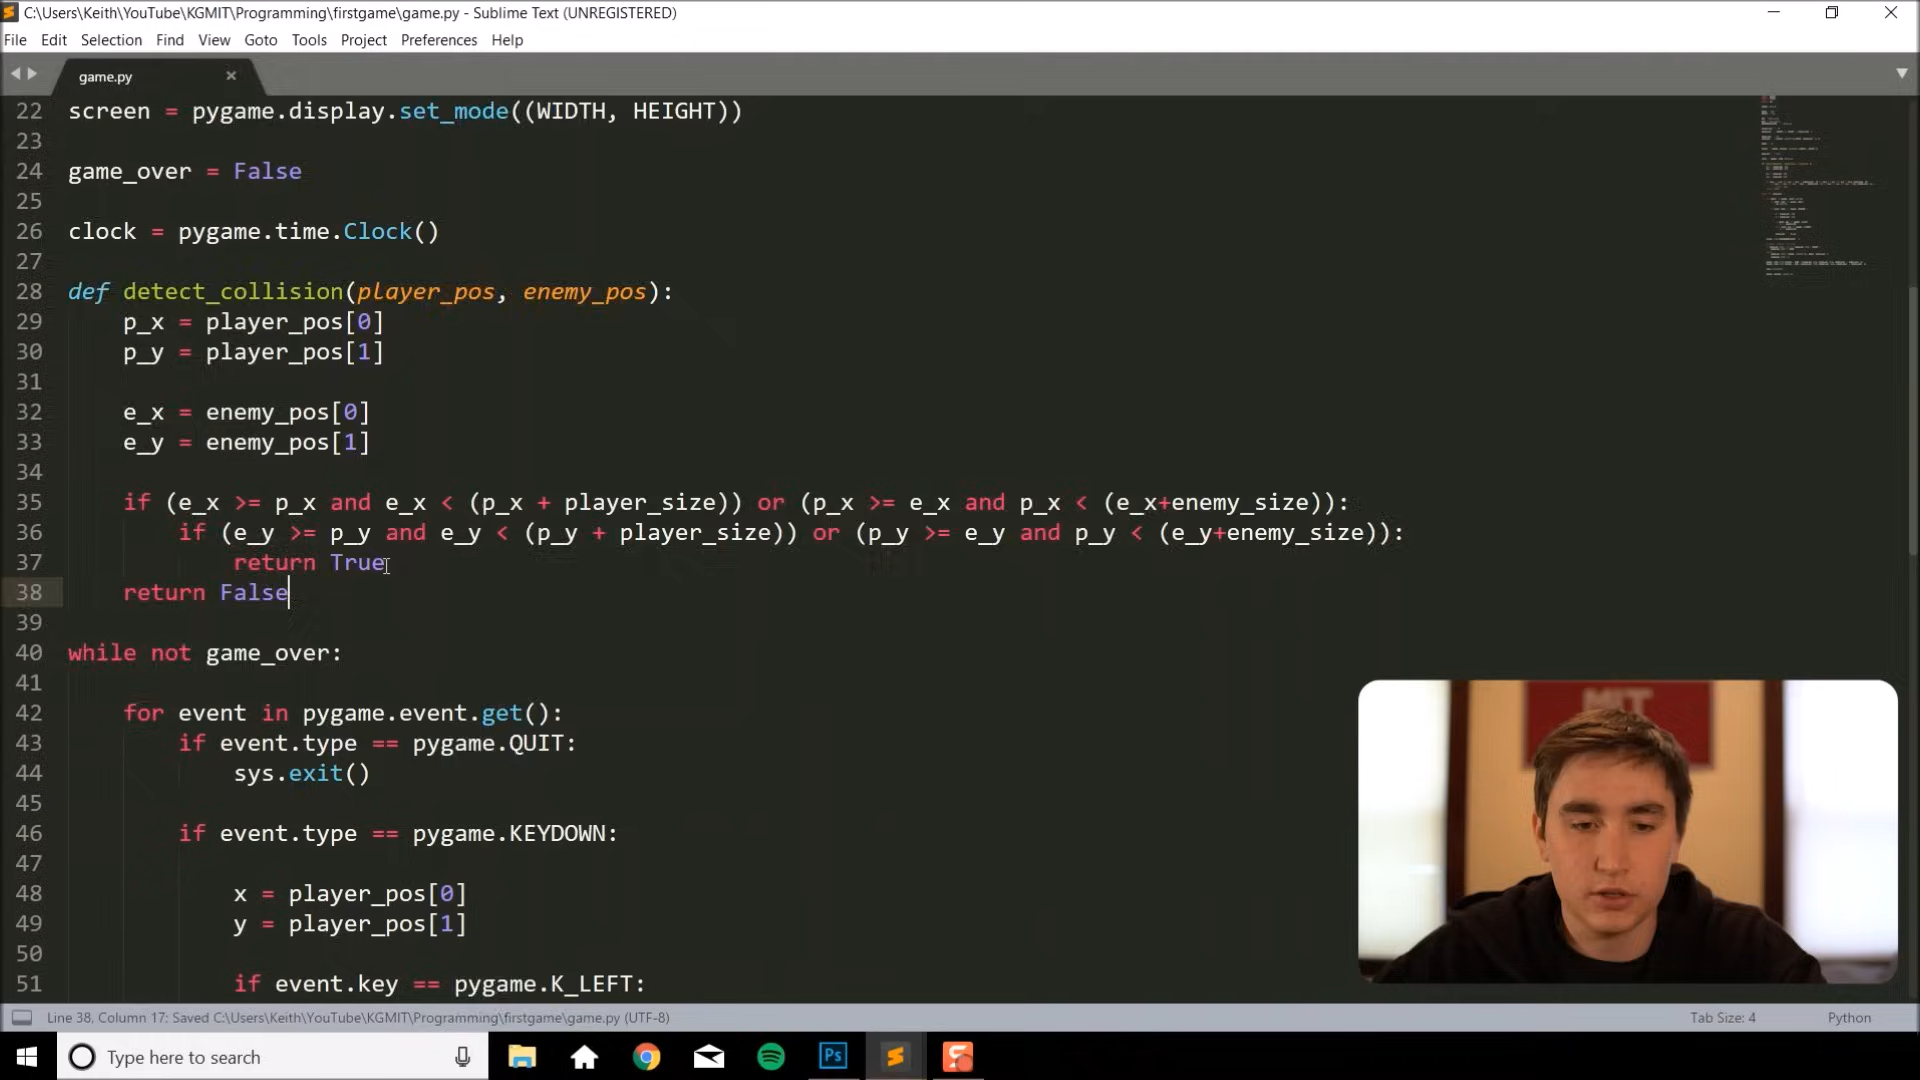 C:\Users\Keith\YouTube\KGMIT\Programming\firstgame\game.py - Sublime Text (UNREGISTERED)
File Edit Selection Find View Goto Tools Project Preferences Help
game.py
22 screen = pygame.display.set_mode((WIDTH, HEIGHT))
23
24 game_over = False
25
26 clock = pygame.time.Clock()
27
28 def detect_collision(player_pos, enemy_pos):
29 p_x = player_pos[0]
30 p_y = player_pos[1]
31
32 e_x = enemy_pos[0]
33 e_y = enemy_pos[1]
34
35 if (e_x >= p_x and e_x < (p_x + player_size)) or (p_x >= e_x and p_x < (e_x+enemy_size)):
36 if (e_y >= p_y and e_y < (p_y + player_size)) or (p_y >= e_y and p_y < (e_y+enemy_size)):
37 return True
38 return False
39
40 while not game_over:
41
42 for event in pygame.event.get():
43 if event.type == pygame.QUIT:
44 sys.exit()
45
46 if event.type == pygame.KEYDOWN:
47
48 x = player_pos[0]
49 y = player_pos[1]
50
51 if event.key == pygame.K_LEFT:
MIT
Line 38, Column 17: Saved C:\Users\Keith\YouTube\KGMIT\Programming\firstgame\game.py (UTF-8) Tab Size: 4 Python
Type here to search
Ps